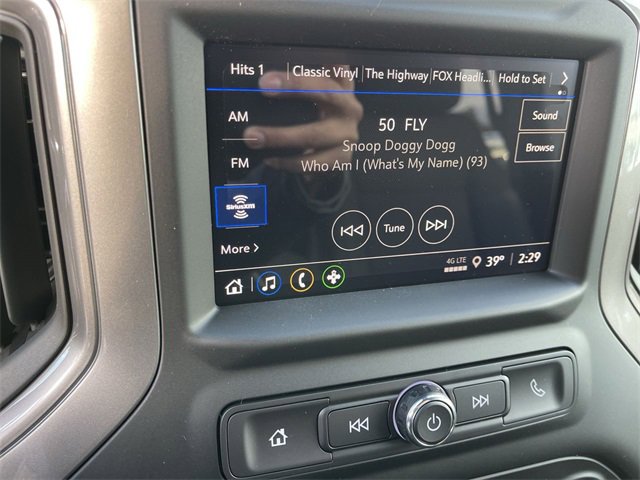 Hits 1 Classic Vinyl The Highway FOX Headli... Hold to Set
AM
50 FLY
Sound
Snoop Doggy Dogg
Who Am I (What's My Name) (93)
Browse
FM
SiriusXM
Tune
More
4G LTE 39° 2:29